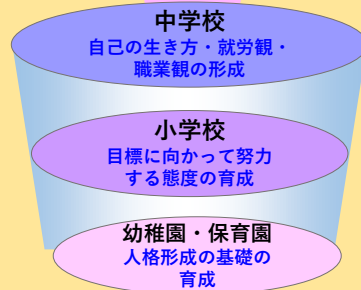 中学校
自己の生き方・就労観・
職業観の形成
小学校
目標に向かって努力
する態度の育成
幼稚園・保育園
人格形成の基礎の
育成